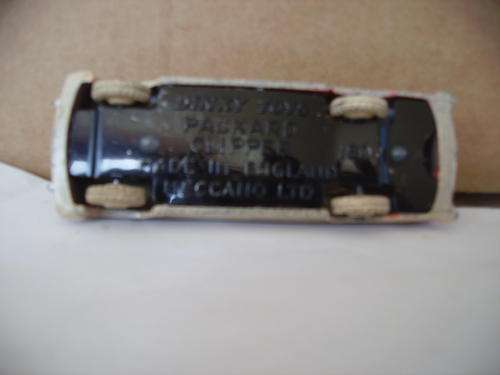 DINKY TOYS
PACKARD
CLIPPER
MADE IN ENGLAND
MECCANO LTD